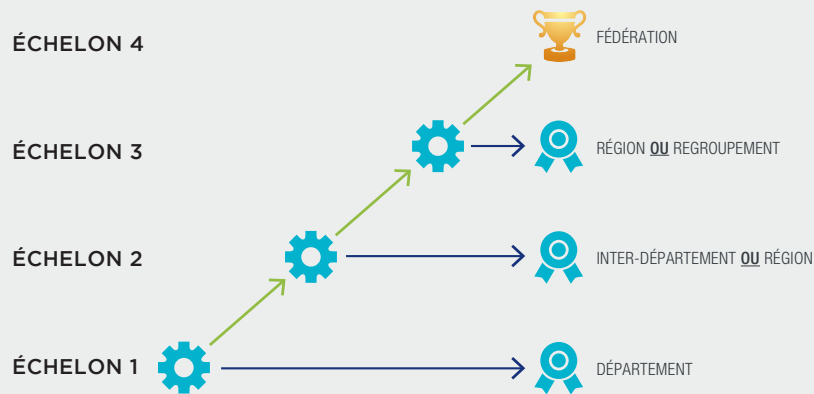 ÉCHELON 4
FÉDÉRATION
ÉCHELON 3
RÉGION OU REGROUPEMENT
ÉCHELON 2
INTER-DÉPARTEMENT OU RÉGION
ÉCHELON 1
DÉPARTEMENT